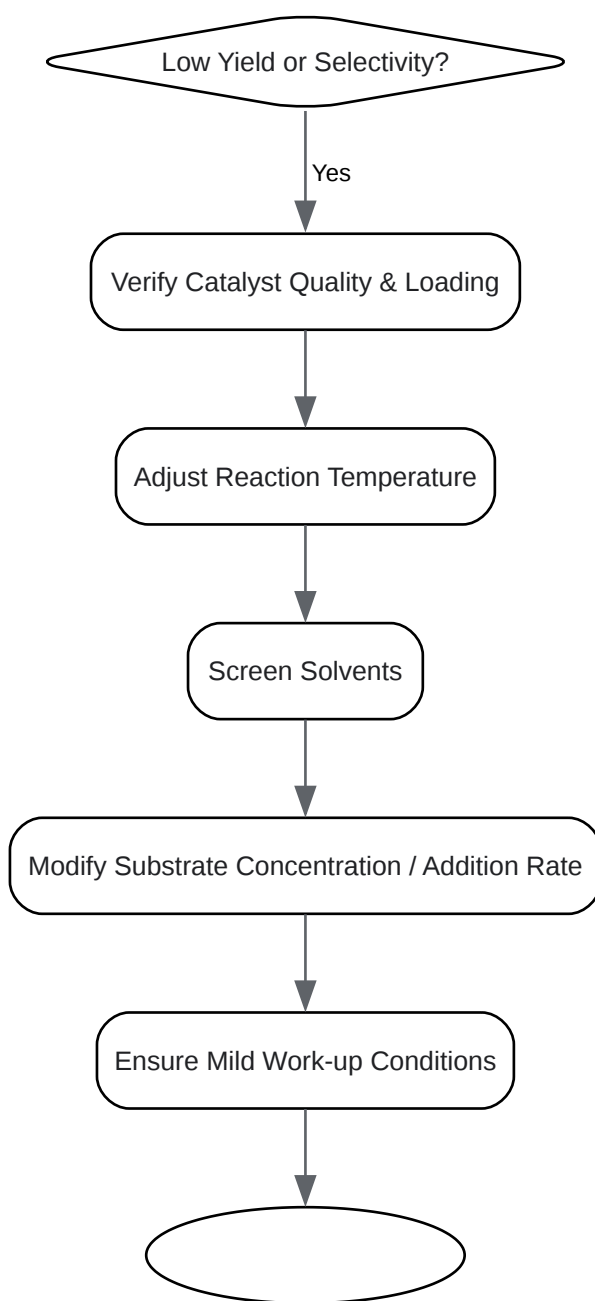 Low Yield or Selectivity?
Yes
Verify Catalyst Quality & Loading
Adjust Reaction Temperature
Screen Solvents
Modify Substrate Concentration / Addition Rate
Ensure Mild Work-up Conditions